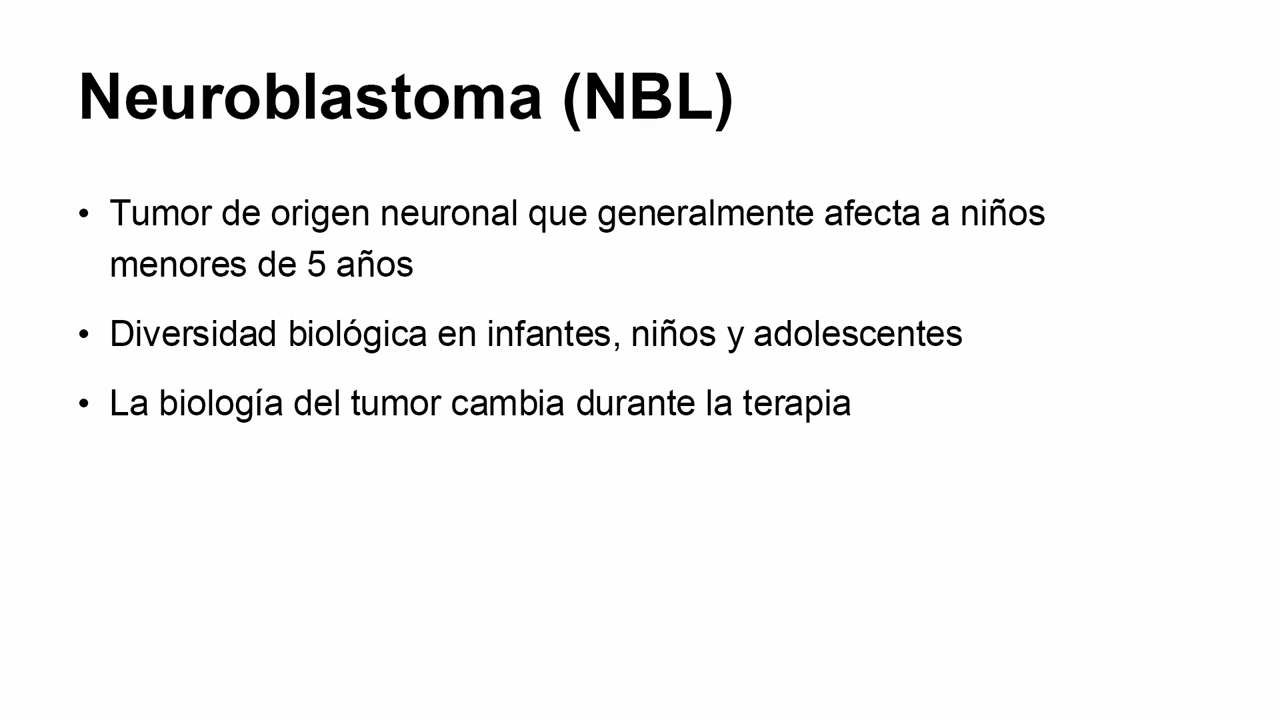 Neuroblastoma (NBL)
• Tumor de origen neuronal que generalmente afecta a niños
menores de 5 años
• Diversidad biológica en infantes, niños y adolescentes
• La biología del tumor cambia durante la terapia